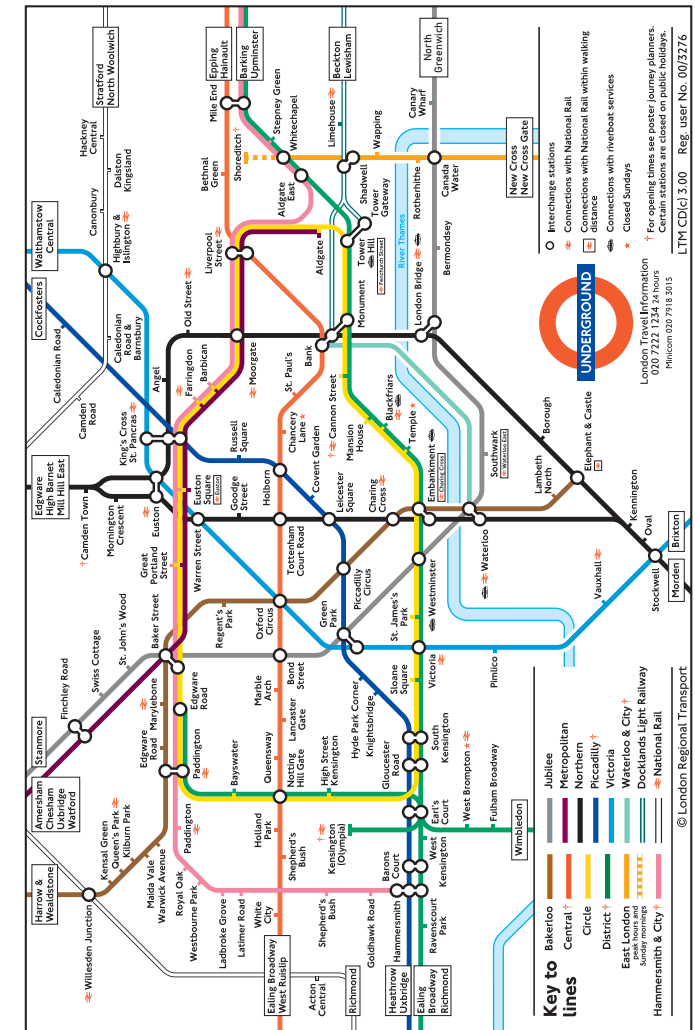 Stratford
North Woolwich
Epping
Hainault
Barking
Upminster
Beckton
Lewisham
North
Greenwich
Hackney
Central
Dalston
Kingsland
Canonbury
Highbury &
Islington
Walthamstow
Central
Cockfosters
Caledonian Road
Caledonian
Road &
Barnsbury
Camden
Road
Mile End
Stepney Green
Whitechapel
Bethnal
Green
Shoreditch †
Aldgate
East
Liverpool
Street
Aldgate
Limehouse
Wapping
Shadwell
Tower
Gateway
Tower
Hill
Fenchurch Street
Monument
Canary
Wharf
Rotherhithe
Canada
Water
New Cross
New Cross Gate
Bermondsey
London Bridge
River Thames
Old Street
Angel
Farringdon
Barbican
Moorgate
Bank
St. Paul's
Chancery
Lane ★
† Cannon Street
Mansion
House
Blackfriars
Temple ★
King's Cross
St. Pancras
Russell
Square
Holborn
Covent Garden
Leicester
Square
Charing
Cross
Embankment
Charing Cross
Southwark
Waterloo East
Borough
Elephant & Castle
Lambeth
North
Kennington
Oval
Brixton
Morden
Stockwell
Vauxhall
Pimlico
Waterloo
Westminster
St. James's
Park
Victoria
Edgware
High Barnet
Mill Hill East
† Camden Town
Mornington
Crescent
Euston
Euston
Square
Euston
Goodge
Street
Warren Street
Great
Portland
Street
Tottenham
Court Road
Piccadilly
Circus
Oxford
Circus
Green
Park
Regent's
Park
Baker Street
St. John's Wood
Swiss Cottage
Finchley Road
Stanmore
Amersham
Chesham
Uxbridge
Watford
Marylebone
Edgware
Road
Edgware
Road
Paddington
Paddington
Bayswater
Bond
Street
Marble
Arch
Lancaster
Gate
Queensway
Notting
Hill Gate
High Street
Kensington
Hyde Park Corner
Knightsbridge
Sloane
Square
Gloucester
Road
South
Kensington
Earl's
Court
West Brompton ★
Fulham Broadway
Wimbledon
West
Kensington
Kensington
(Olympia)
Barons
Court
Holland
Park
Shepherd's
Bush
White
City
Shepherd's
Bush
Goldhawk Road
Hammersmith
Ravenscourt
Park
Harrow &
Wealdstone
Willesden Junction
Kensal Green
Queen's Park
Kilburn Park
Maida Vale
Warwick Avenue
Royal Oak
Westbourne Park
Ladbroke Grove
Latimer Road
Acton
Central
Richmond
Ealing Broadway
West Ruislip
Heathrow
Uxbridge
Ealing
Broadway
Richmond
Key to
lines
Bakerloo
Central †
Circle
District †
East London
peak hours and
Sunday mornings
Hammersmith & City †
Jubilee
Metropolitan
Northern
Piccadilly †
Victoria
Waterloo & City †
Docklands Light Railway
National Rail
© London Regional Transport
UNDERGROUND
London Travel Information
020 7222 1234 24 hours
Minicom 020 7918 3015
Interchange stations
Connections with National Rail
Connections with National Rail within walking
distance
Connections with riverboat services
★ Closed Sundays
† For opening times see poster journey planners.
Certain stations are closed on public holidays.
LTM CD(c) 3.00 Reg. user No. 00/3276